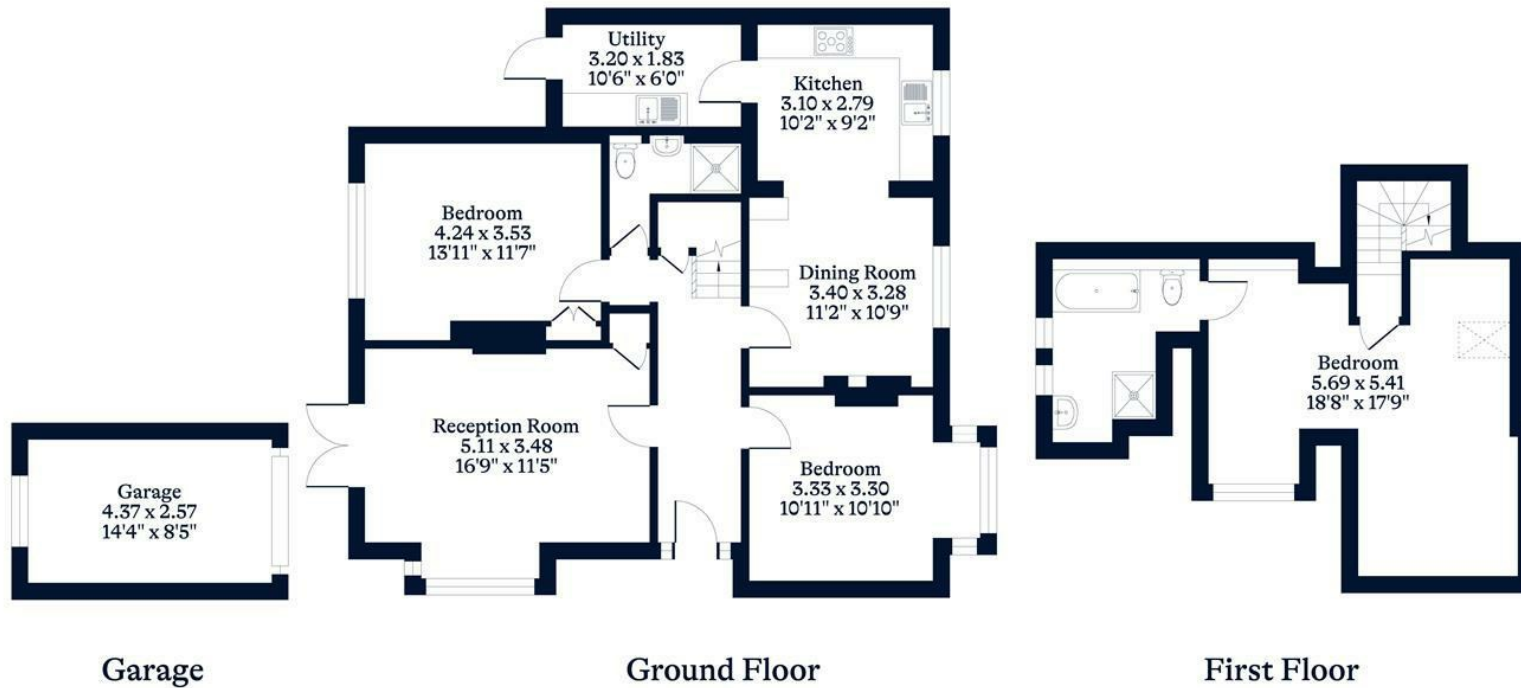 Utility
3.20 x 1.83
10'6" x 6'0"
Kitchen
3.10 x 2.79
10'2" x 9'2"
Bedroom
4.24 x 3.53
13'11" x 11'7"
Dining Room
3.40 x 3.28
11'2" x 10'9"
Reception Room
5.11 x 3.48
16'9" x 11'5"
Bedroom
3.33 x 3.30
10'11" x 10'10"
Garage
4.37 x 2.57
14'4" x 8'5"
Bedroom
5.69 x 5.41
18'8" x 17'9"
Garage
Ground Floor
First Floor